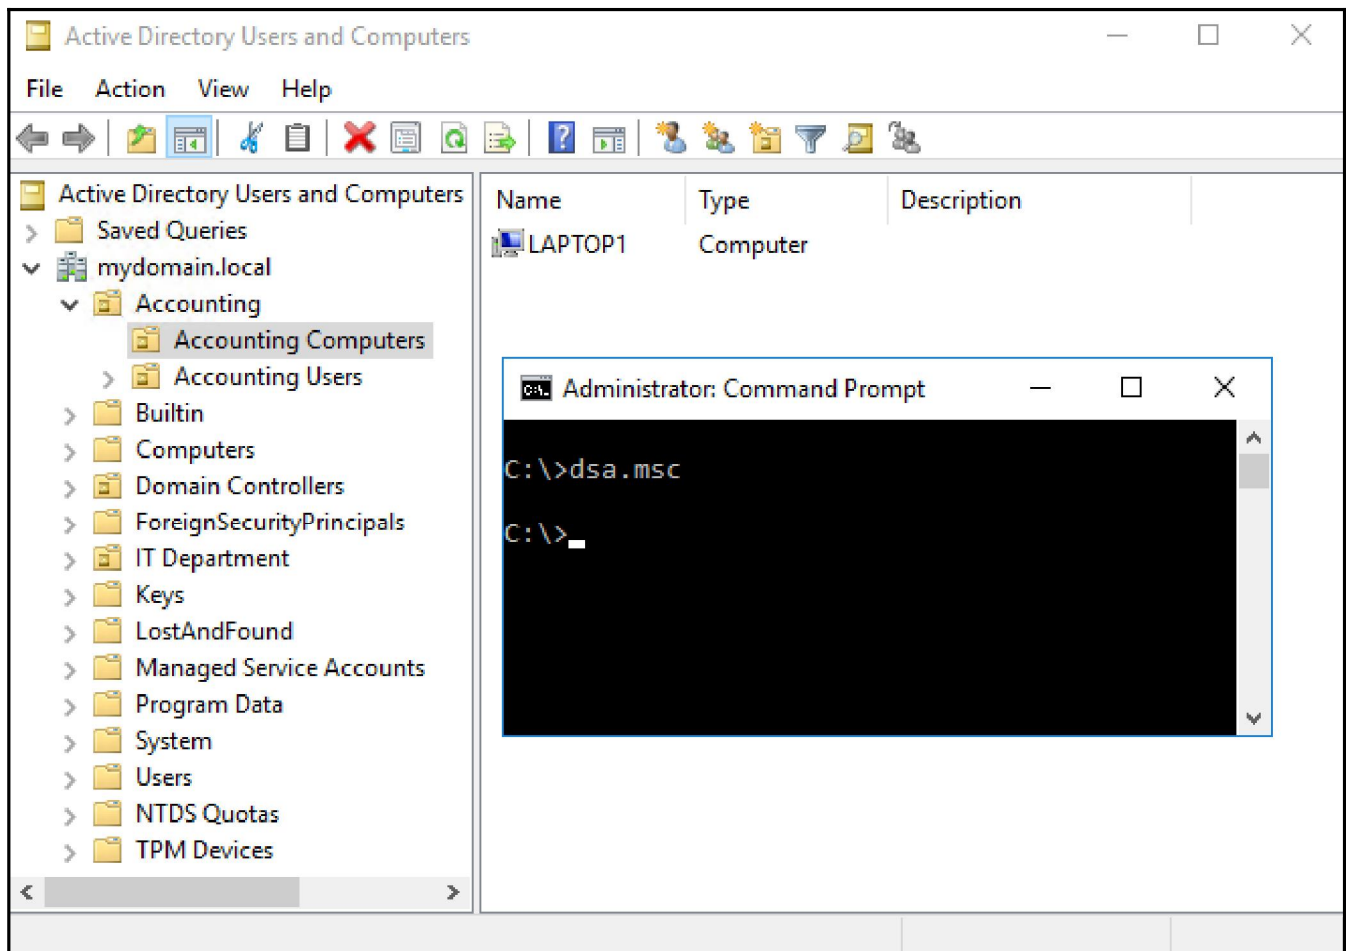 Active Directory Users and Computers
File Action View Help
Active Directory Users and Computers
Saved Queries
mydomain.local
Accounting
Accounting Computers
Accounting Users
Builtin
Computers
Domain Controllers
ForeignSecurityPrincipals
IT Department
Keys
LostAndFound
Managed Service Accounts
Program Data
System
Users
NTDS Quotas
TPM Devices
Name Type Description
LAPTOP1 Computer
C:\. Administrator: Command Prompt
C:\>dsa.msc
C:\>